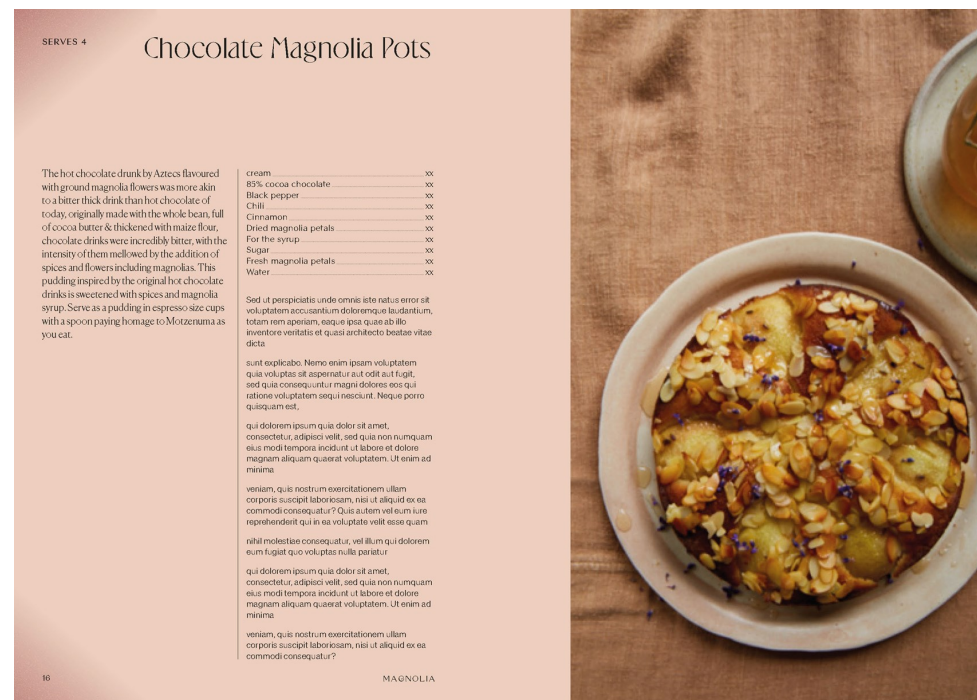 SERVES 4
Chocolate Magnolia Pots
The hot chocolate drunk by Aztecs flavoured
with ground magnolia flowers was more akin
to a bitter thick drink than hot chocolate of
today, originally made with the whole bean, full
of cocoa butter & thickened with maize flour,
chocolate drinks were incredibly bitter, with the
intensity of them mellowed by the addition of
spices and flowers including magnolias. This
pudding inspired by the original hot chocolate
drinks is sweetened with spices and magnolia
syrup. Serve as a pudding in espresso size cups
with a spoon paying homage to Motzenuma as
you eat.
cream xx
85% cocoa chocolate xx
Black pepper xx
Chili xx
Cinnamon xx
Dried magnolia petals xx
For the syrup xx
Sugar xx
Fresh magnolia petals xx
Water xx
Sed ut perspiciatis unde omnis iste natus error sit
voluptatem accusantium doloremque laudantium,
totam rem aperiam, eaque ipsa quae ab illo
inventore veritatis et quasi architecto beatae vitae
dicta
sunt explicabo. Nemo enim ipsam voluptatem
quia voluptas sit aspernatur aut odit aut fugit,
sed quia consequuntur magni dolores eos qui
ratione voluptatem sequi nesciunt. Neque porro
quisquam est,
qui dolorem ipsum quia dolor sit amet,
consectetur, adipisci velit, sed quia non numquam
eius modi tempora incidunt ut labore et dolore
magnam aliquam quaerat voluptatem. Ut enim ad
minima
veniam, quis nostrum exercitationem ullam
corporis suscipit laboriosam, nisi ut aliquid ex ea
commodi consequatur? Quis autem vel eum iure
reprehenderit qui in ea voluptate velit esse quam
nihil molestiae consequatur, vel illum qui dolorem
eum fugiat quo voluptas nulla pariatur
qui dolorem ipsum quia dolor sit amet,
consectetur, adipisci velit, sed quia non numquam
eius modi tempora incidunt ut labore et dolore
magnam aliquam quaerat voluptatem. Ut enim ad
minima
veniam, quis nostrum exercitationem ullam
corporis suscipit laboriosam, nisi ut aliquid ex ea
commodi consequatur?
16
MAGNOLIA